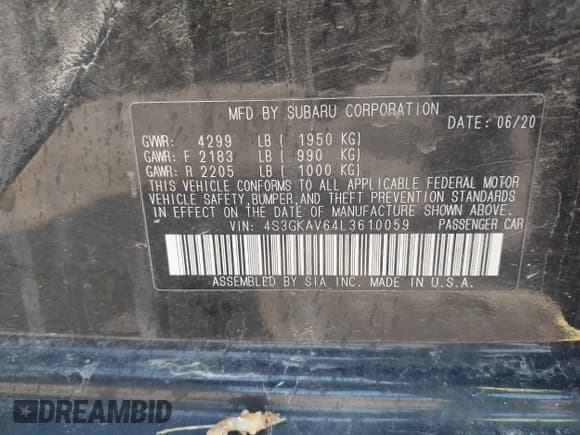 MFD BY SUBARU CORPORATION
DATE: 06/20
GVWR: 4299 LB ( 1950 KG)
GAWR: F 2183 LB ( 990 KG)
GAWR: R 2205 LB ( 1000 KG)
THIS VEHICLE CONFORMS TO ALL APPLICABLE FEDERAL MOTOR
VEHICLE SAFETY, BUMPER, AND THEFT PREVENTION STANDARDS
IN EFFECT ON THE DATE OF MANUFACTURE SHOWN ABOVE.
VIN: 4S3GKAV64L3610059 PASSENGER CAR
ASSEMBLED BY SIA INC. MADE IN U.S.A.
DREAMBID